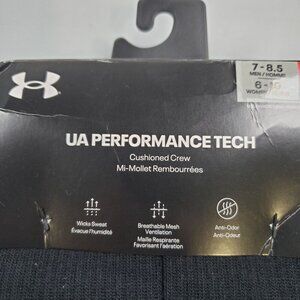 7 - 8.5
MEN / HOMME
UA PERFORMANCE TECH
Cushioned Crew
Mi-Mollet Rembourrées
Wicks Sweat
Évacue l'humidité
Breathable Mesh
Ventilation
Maille Respirante
Favorisant l'aération
Anti-Odor
Anti-Odeur